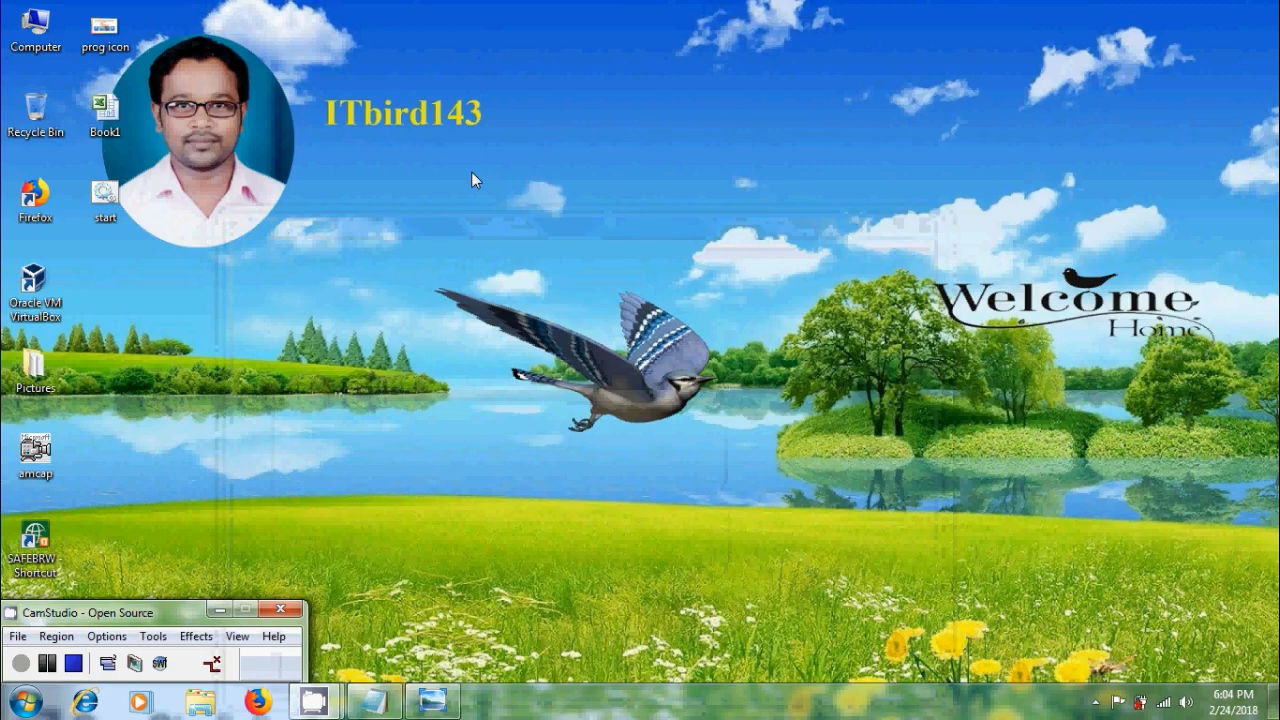 Computer
prog icon
Recycle Bin
Book1
ITbird143
Firefox
start
Oracle VM
VirtualBox
Welcome
Home
Pictures
amcap
SAFEBRW
Shortcut
CamStudio - Open Source
File Region Options Tools Effects View Help
6:04 PM
2/24/2018